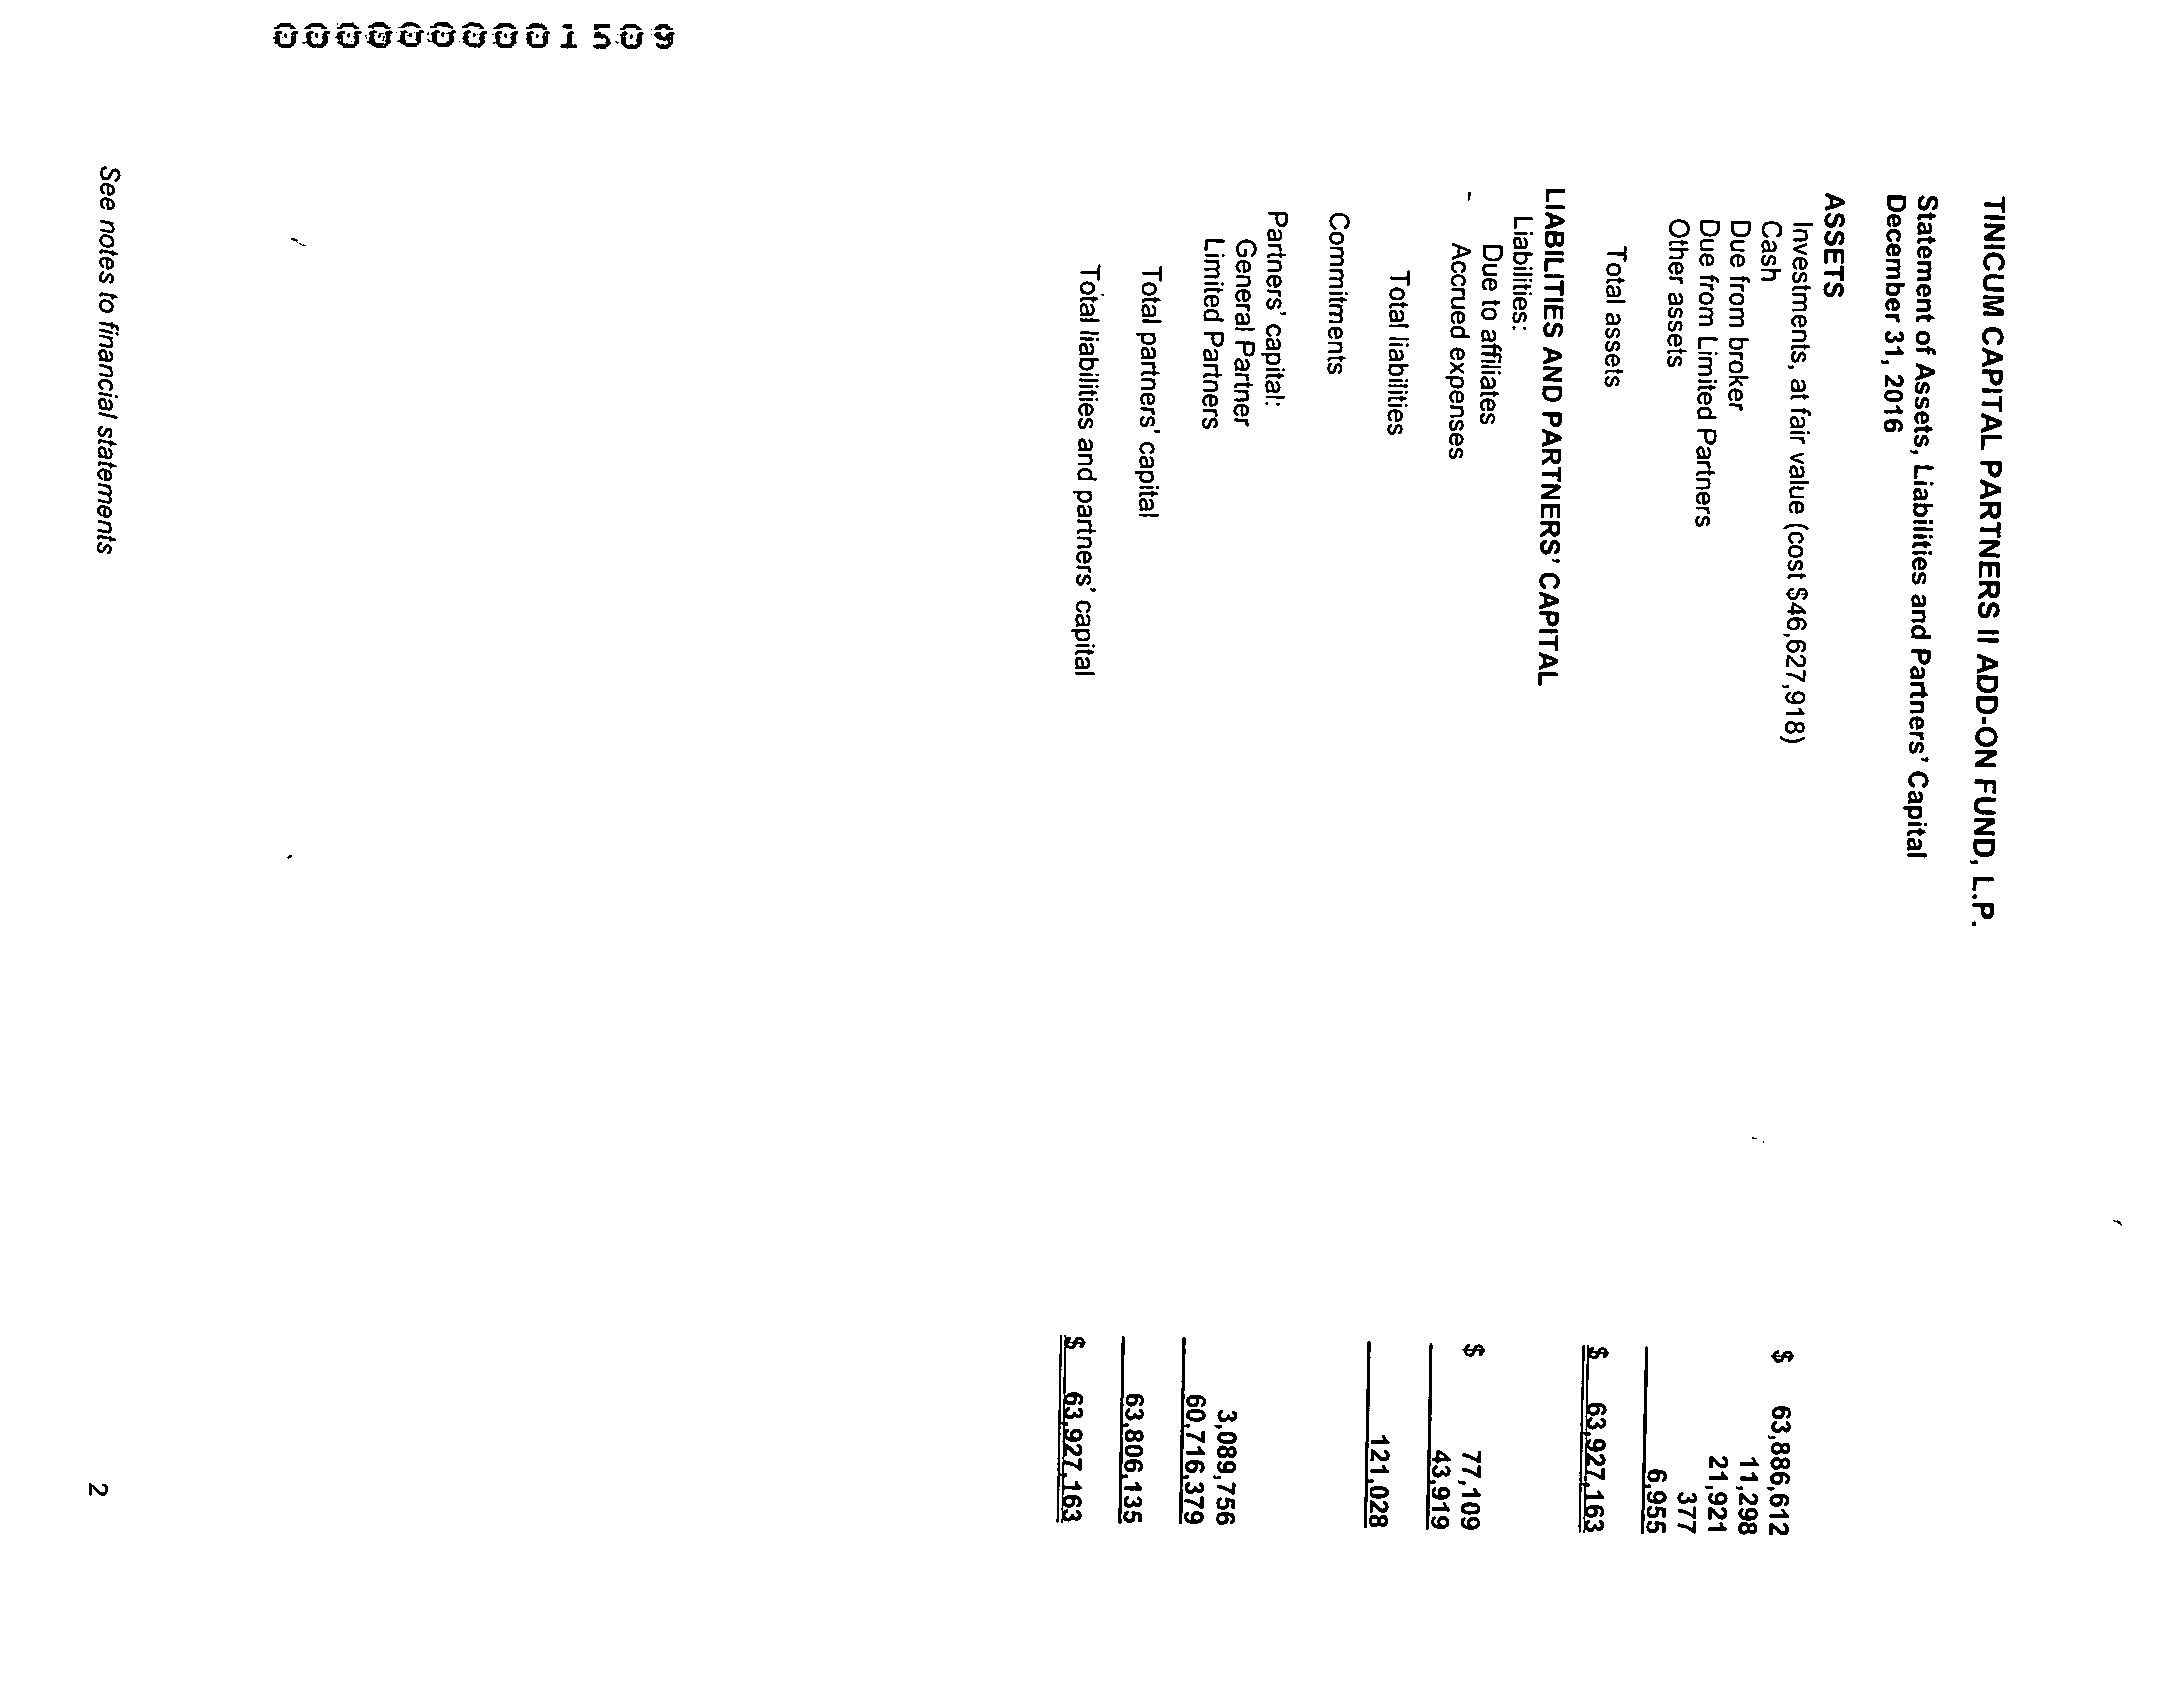 TINICUM CAPITAL PARTNERS II ADD-ON FUND, L.P.
Statement of Assets, Liabilities and Partners' Capital
December 31, 2016
ASSETS
Investments, at fair value (cost $46,627,918) $ 63,886,612
Cash 11,298
Due from broker 21,921
Due from Limited Partners 377
Other assets 6,955
Total assets $ 63,927,163
LIABILITIES AND PARTNERS' CAPITAL
Liabilities:
Due to affiliates $ 77,109
Accrued expenses 43,919
Total liabilities 121,028
Commitments
Partners' capital:
General Partner 3,089,756
Limited Partners 60,716,379
Total partners' capital 63,806,135
Total liabilities and partners' capital $ 63,927,163
See notes to financial statements 2
0000000001509